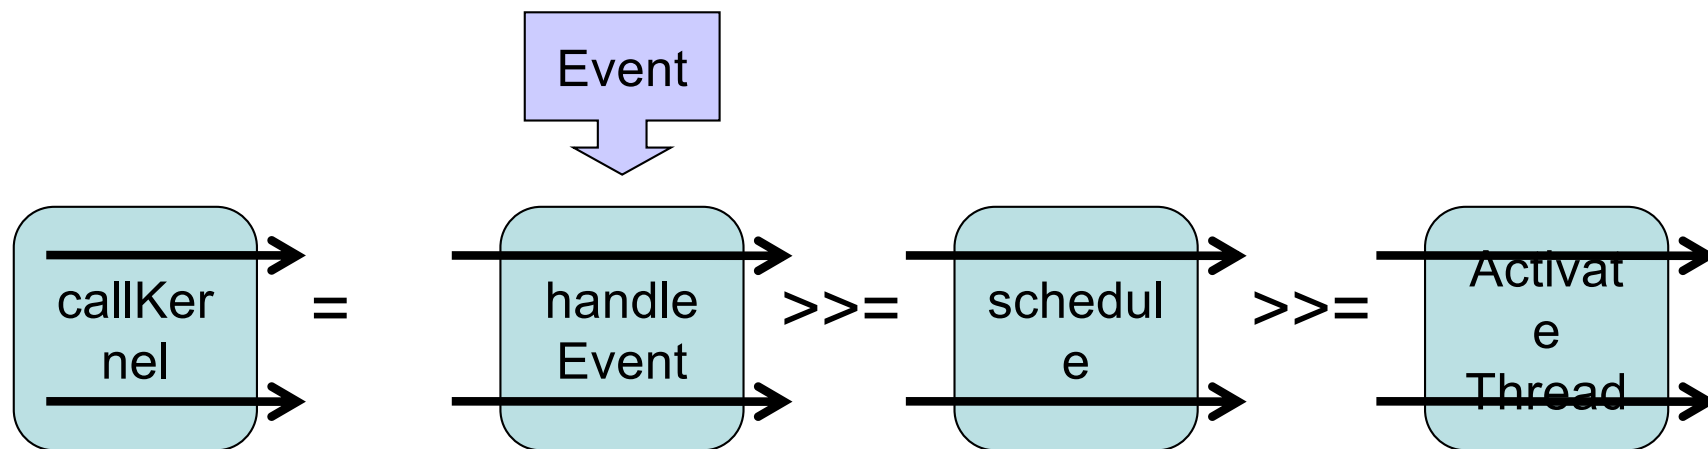 Event
callKer
nel
=
handle
Event
>>=
schedul
e
>>=
Activat
e
Thread